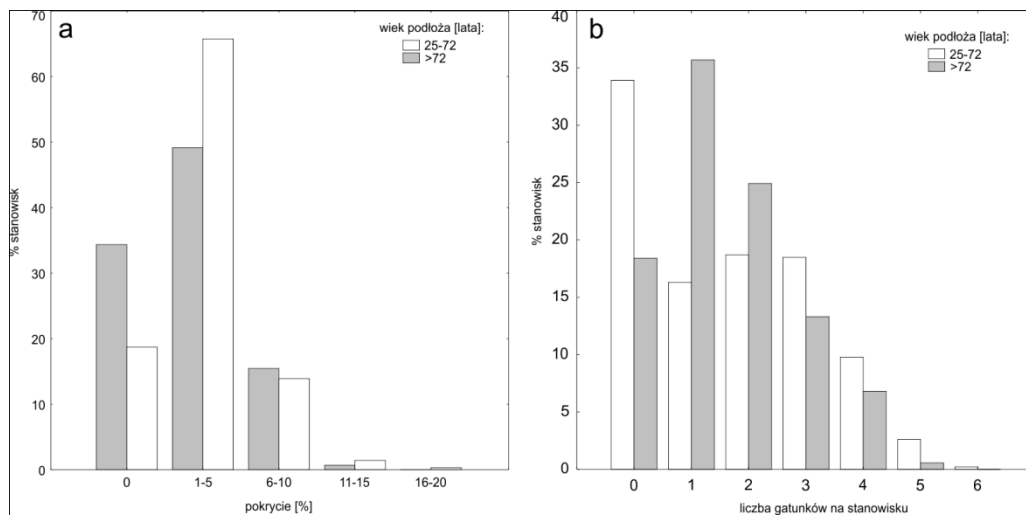 a
wiek podłoża [lata]:
25-72
>72
% stanowisk
70
60
50
40
30
20
10
0
0 1-5 6-10 11-15 16-20
pokrycie [%]
b
wiek podłoża [lata]:
25-72
>72
% stanowisk
40
35
30
25
20
15
10
5
0
0 1 2 3 4 5 6
liczba gatunków na stanowisku